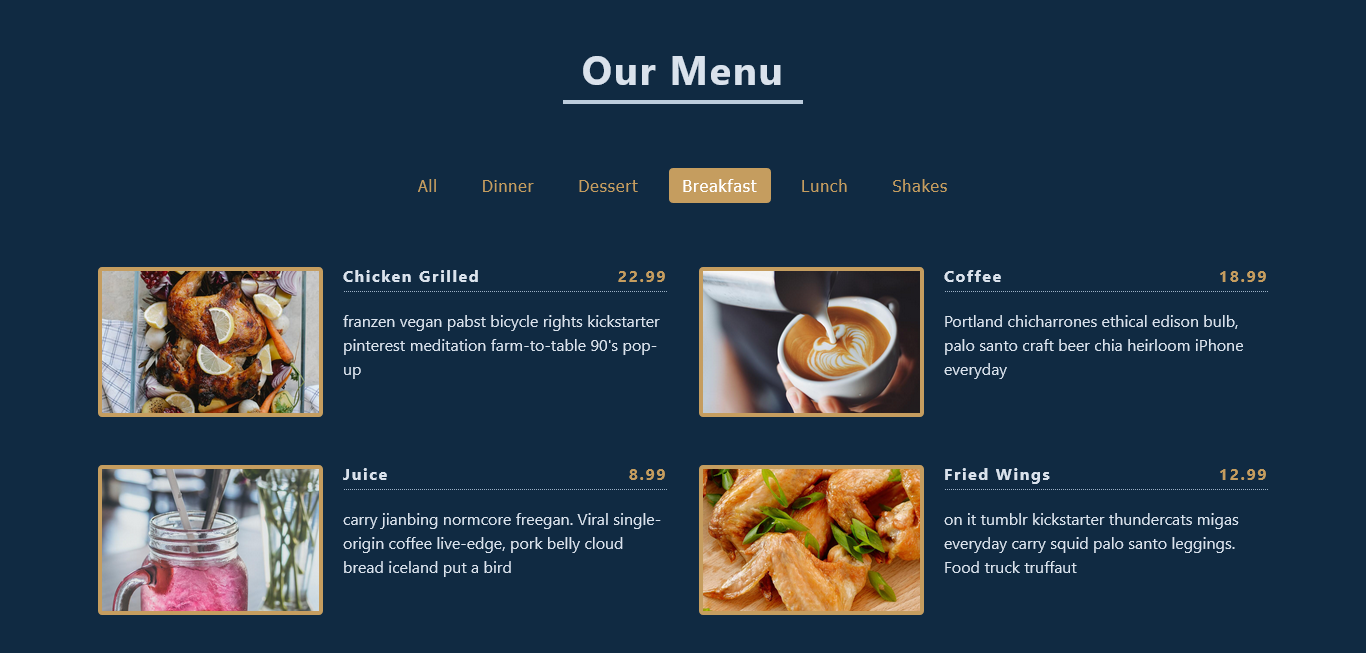 Our Menu
All Dinner Dessert Breakfast Lunch Shakes
Chicken Grilled 22.99
franzen vegan pabst bicycle rights kickstarter
pinterest meditation farm-to-table 90's pop-
up
Coffee 18.99
Portland chicharrones ethical edison bulb,
palo santo craft beer chia heirloom iPhone
everyday
Juice 8.99
carry jianbing normcore freegan. Viral single-
origin coffee live-edge, pork belly cloud
bread iceland put a bird
Fried Wings 12.99
on it tumblr kickstarter thundercats migas
everyday carry squid palo santo leggings.
Food truck truffaut